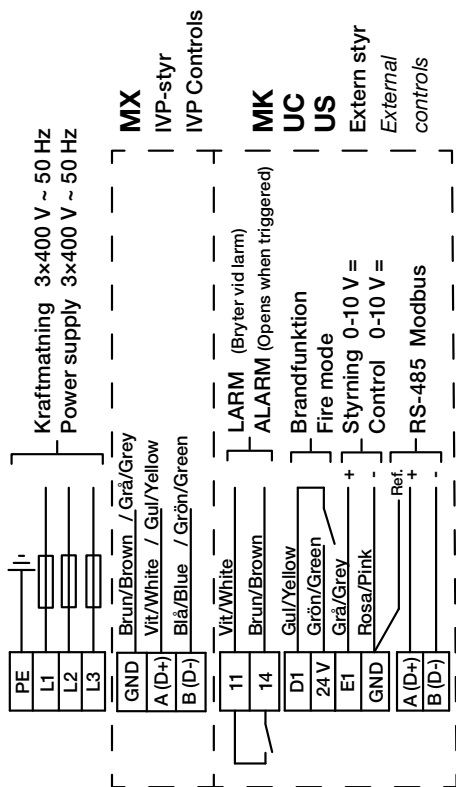 PE
L1
L2
L3
Kraftmatning 3×400 V ~ 50 Hz
Power supply 3×400 V ~ 50 Hz
GND
A (D+)
B (D-)
Brun/Brown / Grå/Grey
Vit/White / Gul/Yellow
Blå/Blue / Grön/Green
MX
IVP-styr
IVP Controls
11
14
Vit/White
Brun/Brown
LARM (Bryter vid larm)
ALARM (Opens when triggered)
MK
UC
US
Extern styr
External
controls
D1
24 V
E1
GND
Gul/Yellow
Grön/Green
Grå/Grey
Rosa/Pink
Brandfunktion
Fire mode
+
-
Styrning 0-10 V =
Control 0-10 V =
A (D+)
B (D-)
Ref.
+
-
RS-485 Modbus